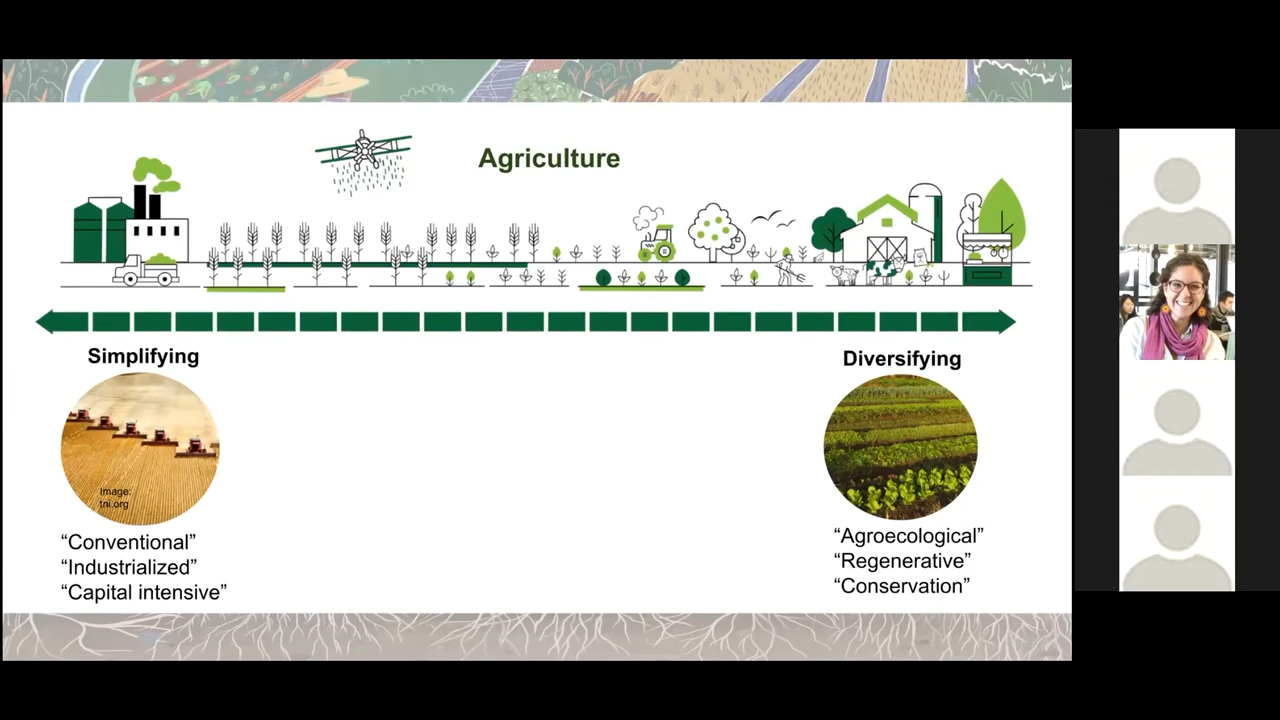 Agriculture
Simplifying
Diversifying
Image:
tni.org
“Conventional”
“Industrialized”
“Capital intensive”
“Agroecological”
“Regenerative”
“Conservation”